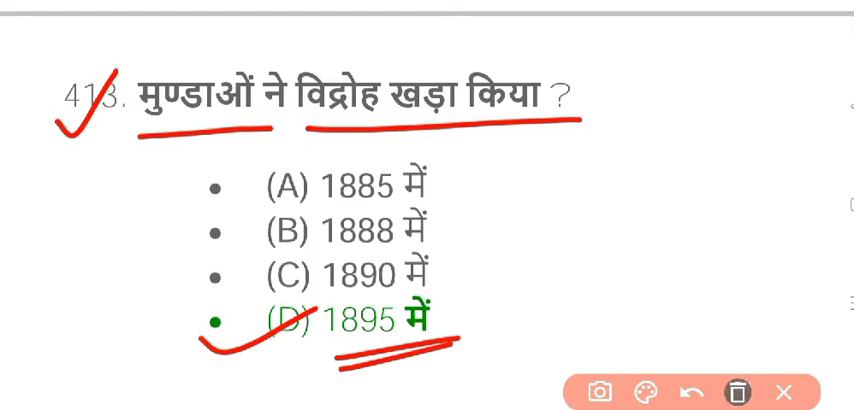 413. मुण्डाओं ने विद्रोह खड़ा किया ?
(A) 1885 में
(B) 1888 में
(C) 1890 में
(D) 1895 में